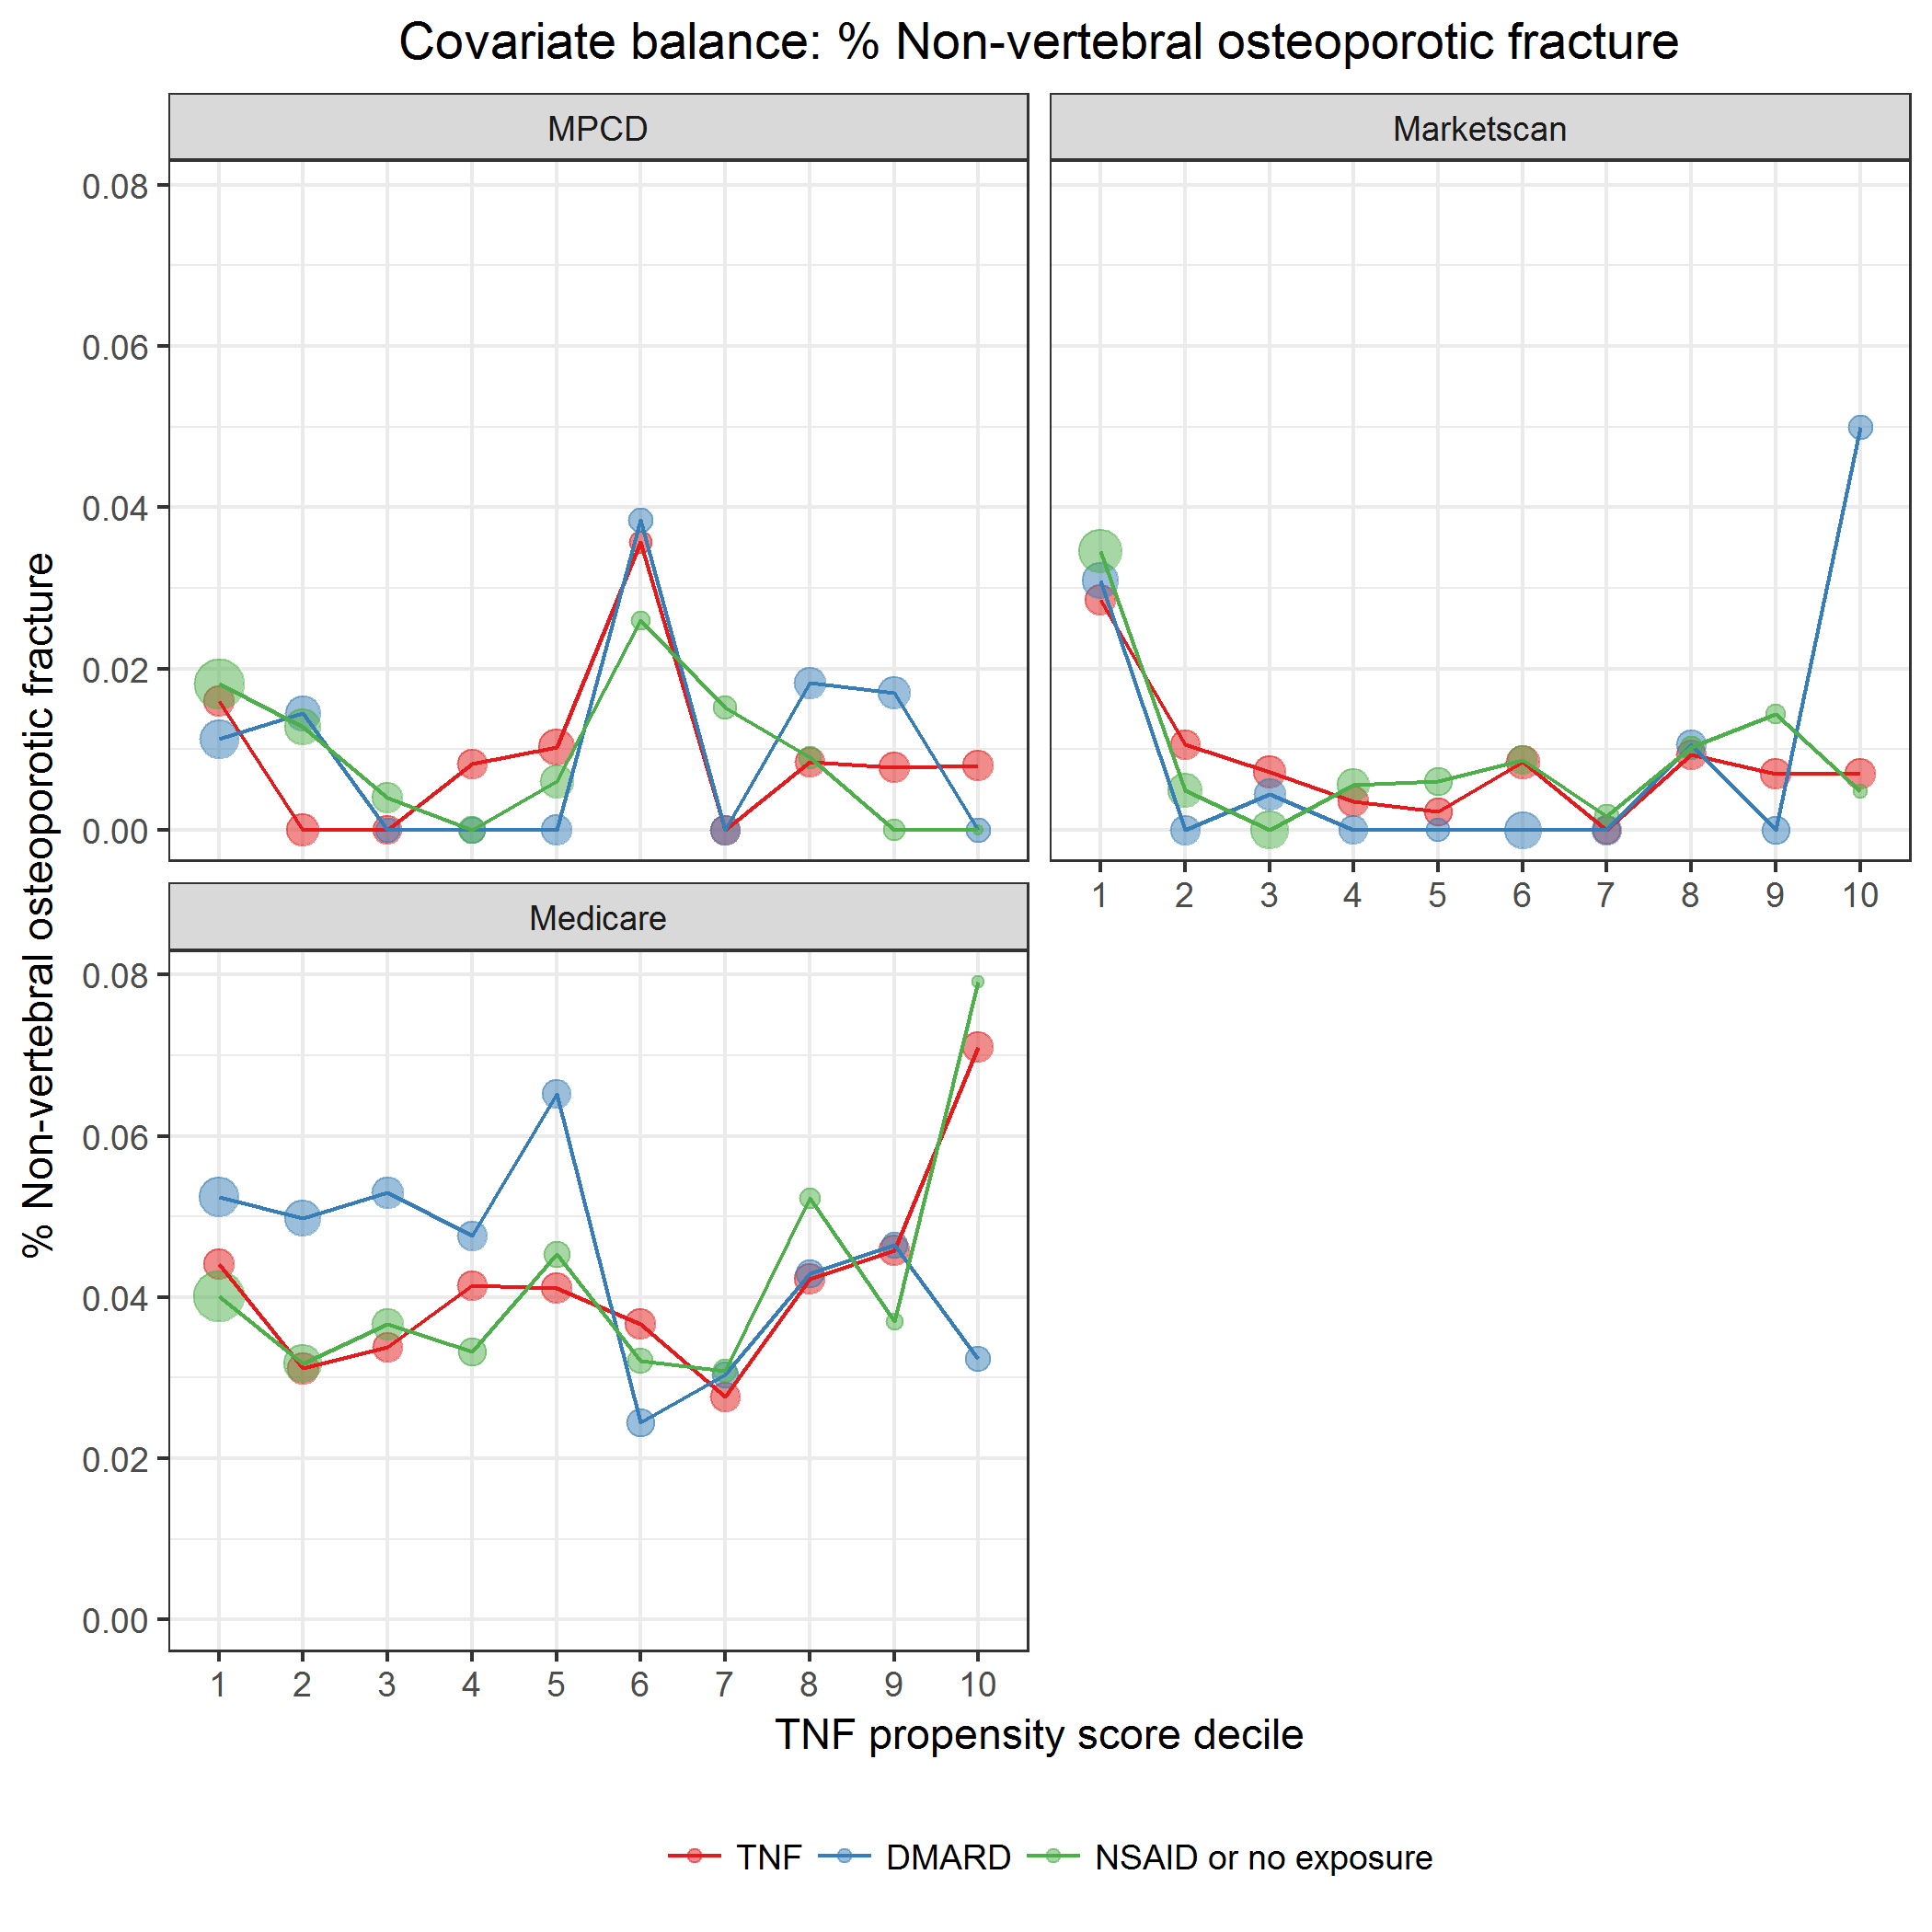 Covariate balance: % Non-vertebral osteoporotic fracture
MPCD
Marketscan
0.08
0.06
0.04
0.02
0.00
1 2 3 4 5 6 7 8 9 10
Medicare
0.08
0.06
0.04
0.02
0.00
1 2 3 4 5 6 7 8 9 10
% Non-vertebral osteoporotic fracture
TNF propensity score decile
TNF DMARD NSAID or no exposure